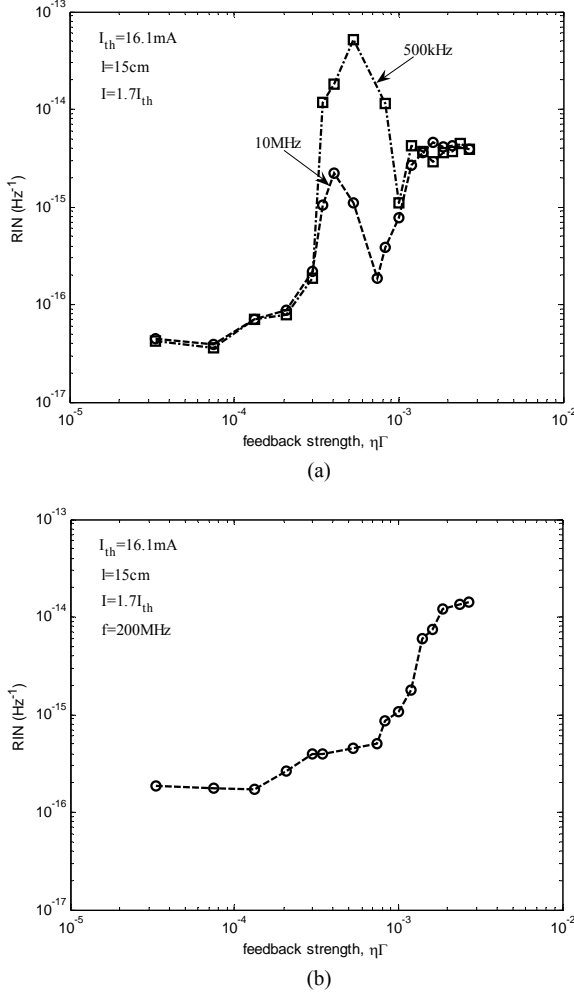 10^-13
I_th=16.1mA
l=15cm
I=1.7I_th
500kHz
10^-14
10MHz
RIN (Hz^-1)
10^-15
10^-16
10^-17
10^-5 10^-4 10^-3 10^-2
feedback strength, ηΓ
(a)
10^-13
I_th=16.1mA
l=15cm
I=1.7I_th
f=200MHz
10^-14
RIN (Hz^-1)
10^-15
10^-16
10^-17
10^-5 10^-4 10^-3 10^-2
feedback strength, ηΓ
(b)